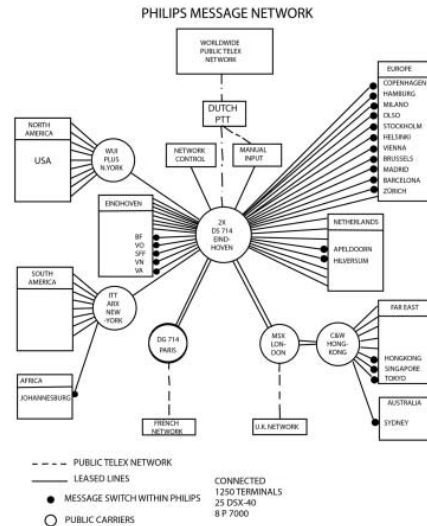 PHILIPS MESSAGE NETWORK
WORLDWIDE
PUBLIC TELEX
NETWORK
EUROPE
COPENHAGEN
HAMBURG
MILANO
OLSO
STOCKHOLM
HELSINKI
VIENNA
BRUSSELS
MADRID
BARCELONA
ZÜRICH
DUTCH
PTT
NORTH
AMERICA
USA
WUI
PLUS
N.YORK
NETWORK
CONTROL
MANUAL
INPUT
EINDHOVEN
BF
VO
SFF
VN
VA
2X
DS 714
EIND-
HOVEN
NETHERLANDS
APELDOORN
HILVERSUM
SOUTH
AMERICA
ITT
ARX
NEW
-YORK
DG 714
PARIS
MSX
LON-
DON
C&W
HONG-
KONG
FAR EAST
HONGKONG
SINGAPORE
TOKYO
AFRICA
JOHANNESBURG
AUSTRALIA
SYDNEY
FRENCH
NETWORK
U.K. NETWORK
PUBLIC TELEX NETWORK
LEASED LINES
MESSAGE SWITCH WITHIN PHILIPS
PUBLIC CARRIERS
CONNECTED
1250 TERMINALS
25 DSX-40
8 P 7000